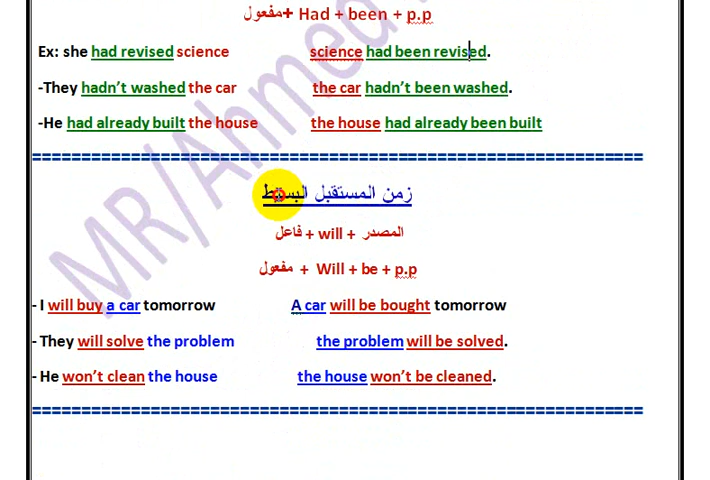 مفعول+ Had + been + p.p
Ex: she had revised science science had been revised.
-They hadn't washed the car the car hadn't been washed.
-He had already built the house the house had already been built
==========================================================
زمن المستقبل البسيط
فاعل + will + المصدر
مفعول + Will + be + p.p
- I will buy a car tomorrow A car will be bought tomorrow
- They will solve the problem the problem will be solved.
- He won't clean the house the house won't be cleaned.
==========================================================
MR/Ahmed